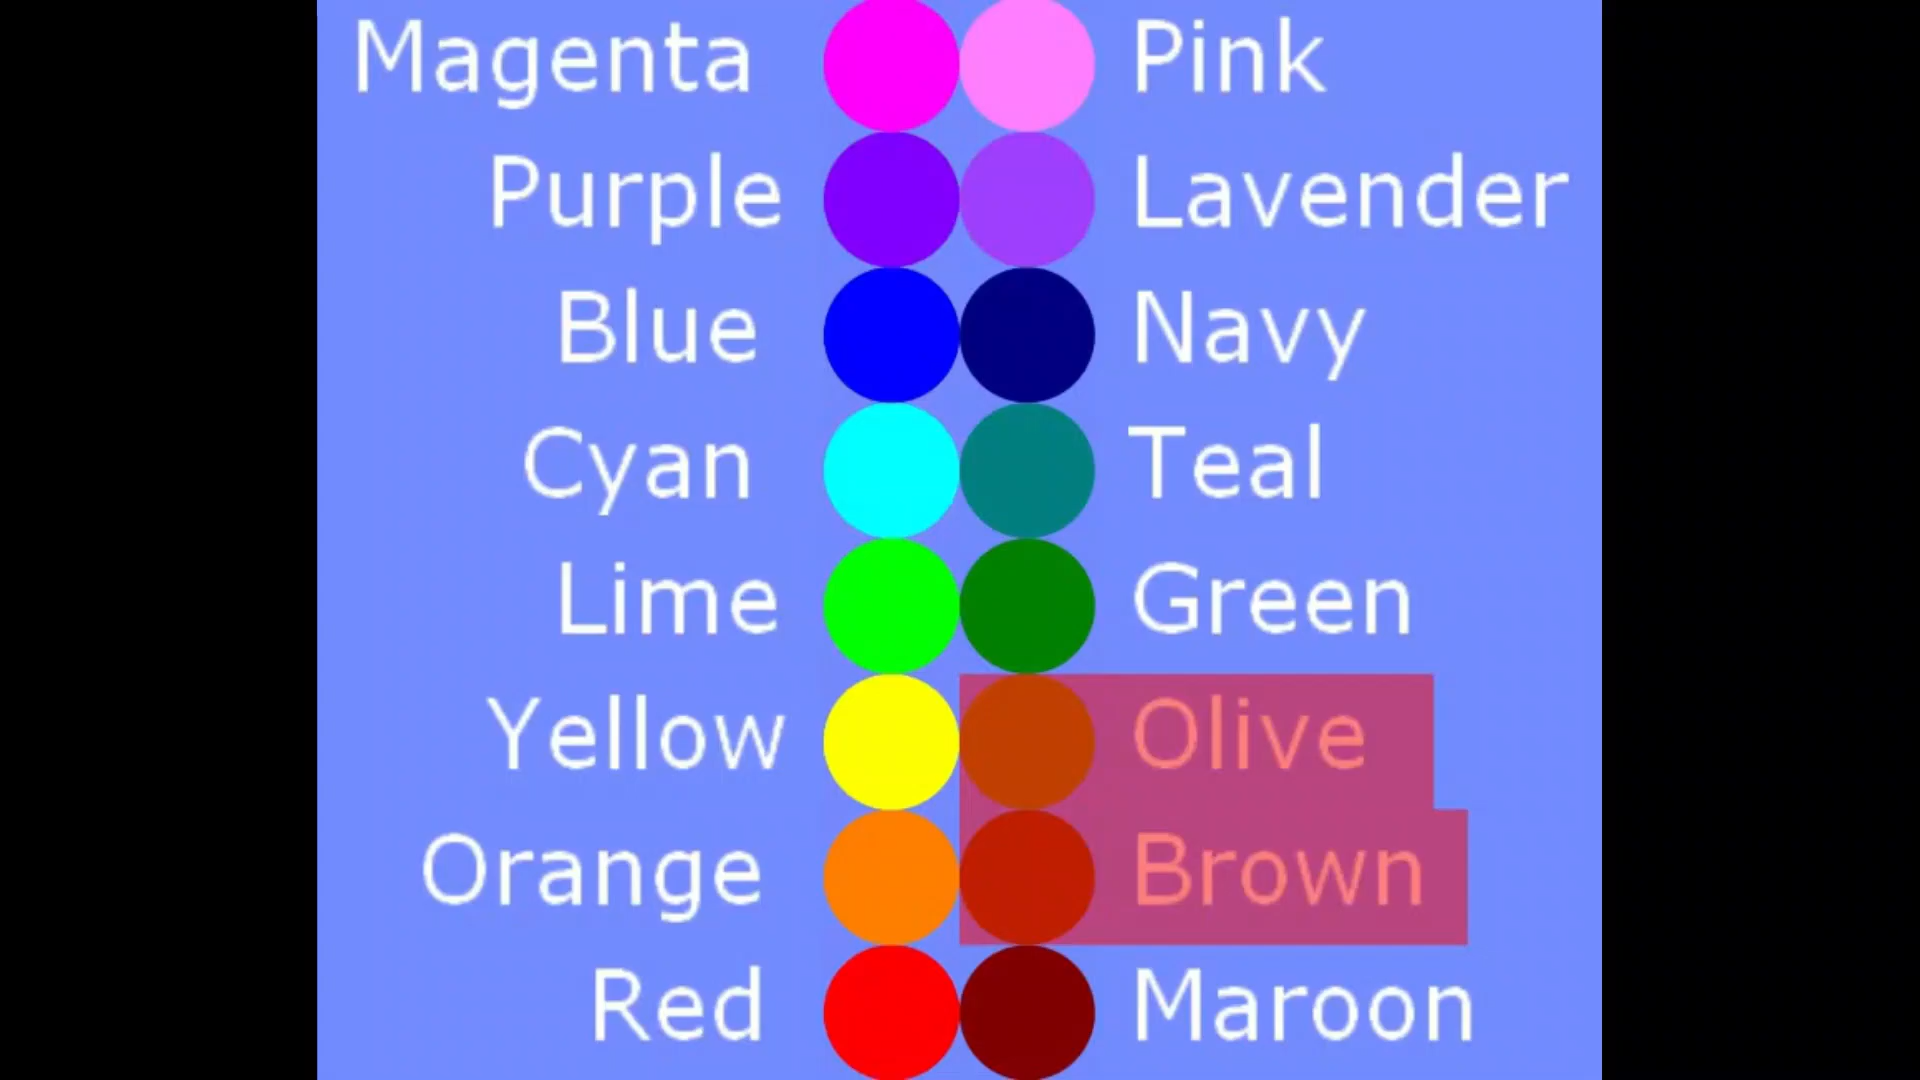 Magenta Pink
Purple Lavender
Blue Navy
Cyan Teal
Lime Green
Yellow Olive
Orange Brown
Red Maroon